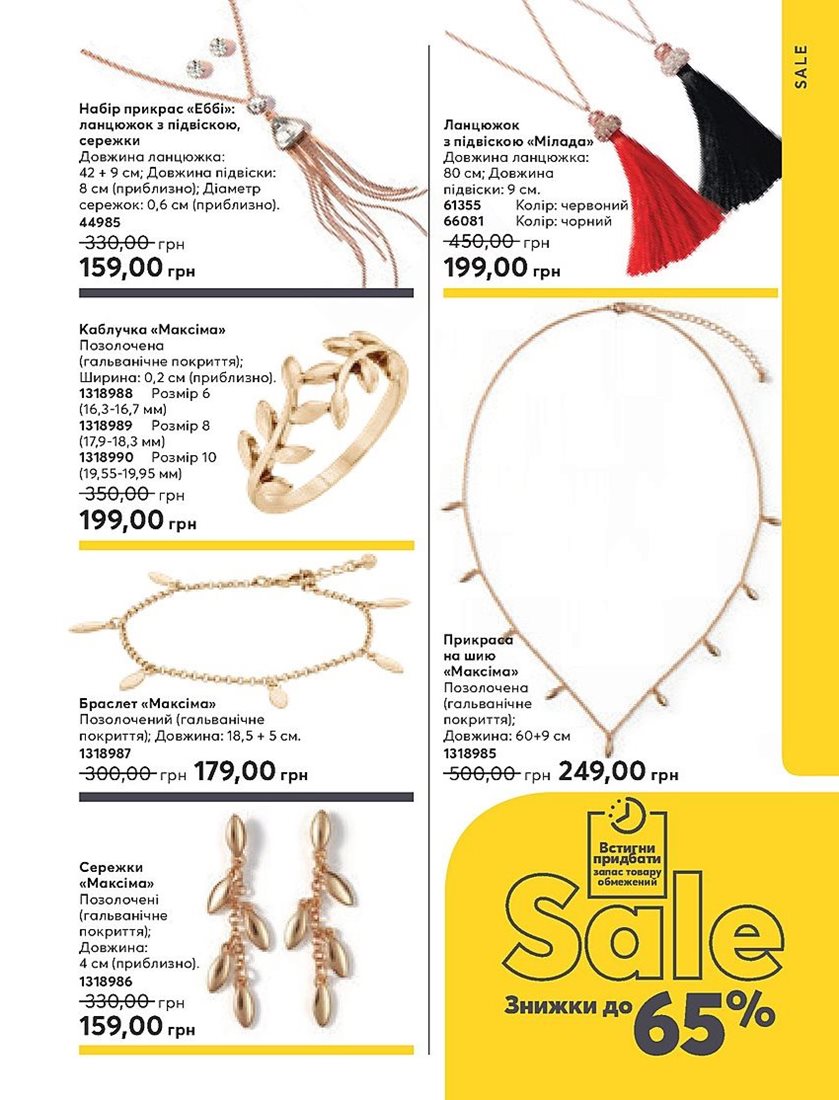 SALE
Набір прикрас «Еббі»:
ланцюжок з підвіскою,
сережки
Довжина ланцюжка:
42 + 9 см; Довжина підвіски:
8 см (приблизно); Діаметр
сережок: 0,6 см (приблизно).
44985
330,00 грн
159,00 грн
Ланцюжок
з підвіскою «Мілада»
Довжина ланцюжка:
80 см; Довжина
підвіски: 9 см.
61355 Колір: червоний
66081 Колір: чорний
450,00 грн
199,00 грн
Каблучка «Максіма»
Позолочена
(гальванічне покриття);
Ширина: 0,2 см (приблизно).
1318988 Розмір 6
(16,3-16,7 мм)
1318989 Розмір 8
(17,9-18,3 мм)
1318990 Розмір 10
(19,55-19,95 мм)
350,00 грн
199,00 грн
Браслет «Максіма»
Позолочений (гальванічне
покриття); Довжина: 18,5 + 5 см.
1318987
300,00 грн 179,00 грн
Прикраса
на шию
«Максіма»
Позолочена
(гальванічне
покриття);
Довжина: 60+9 см
1318985
500,00 грн 249,00 грн
Сережки
«Максіма»
Позолочені
(гальванічне
покриття);
Довжина:
4 см (приблизно).
1318986
330,00 грн
159,00 грн
Встигни
придбати
запас товару
обмежений
Sale
Знижки до
65%